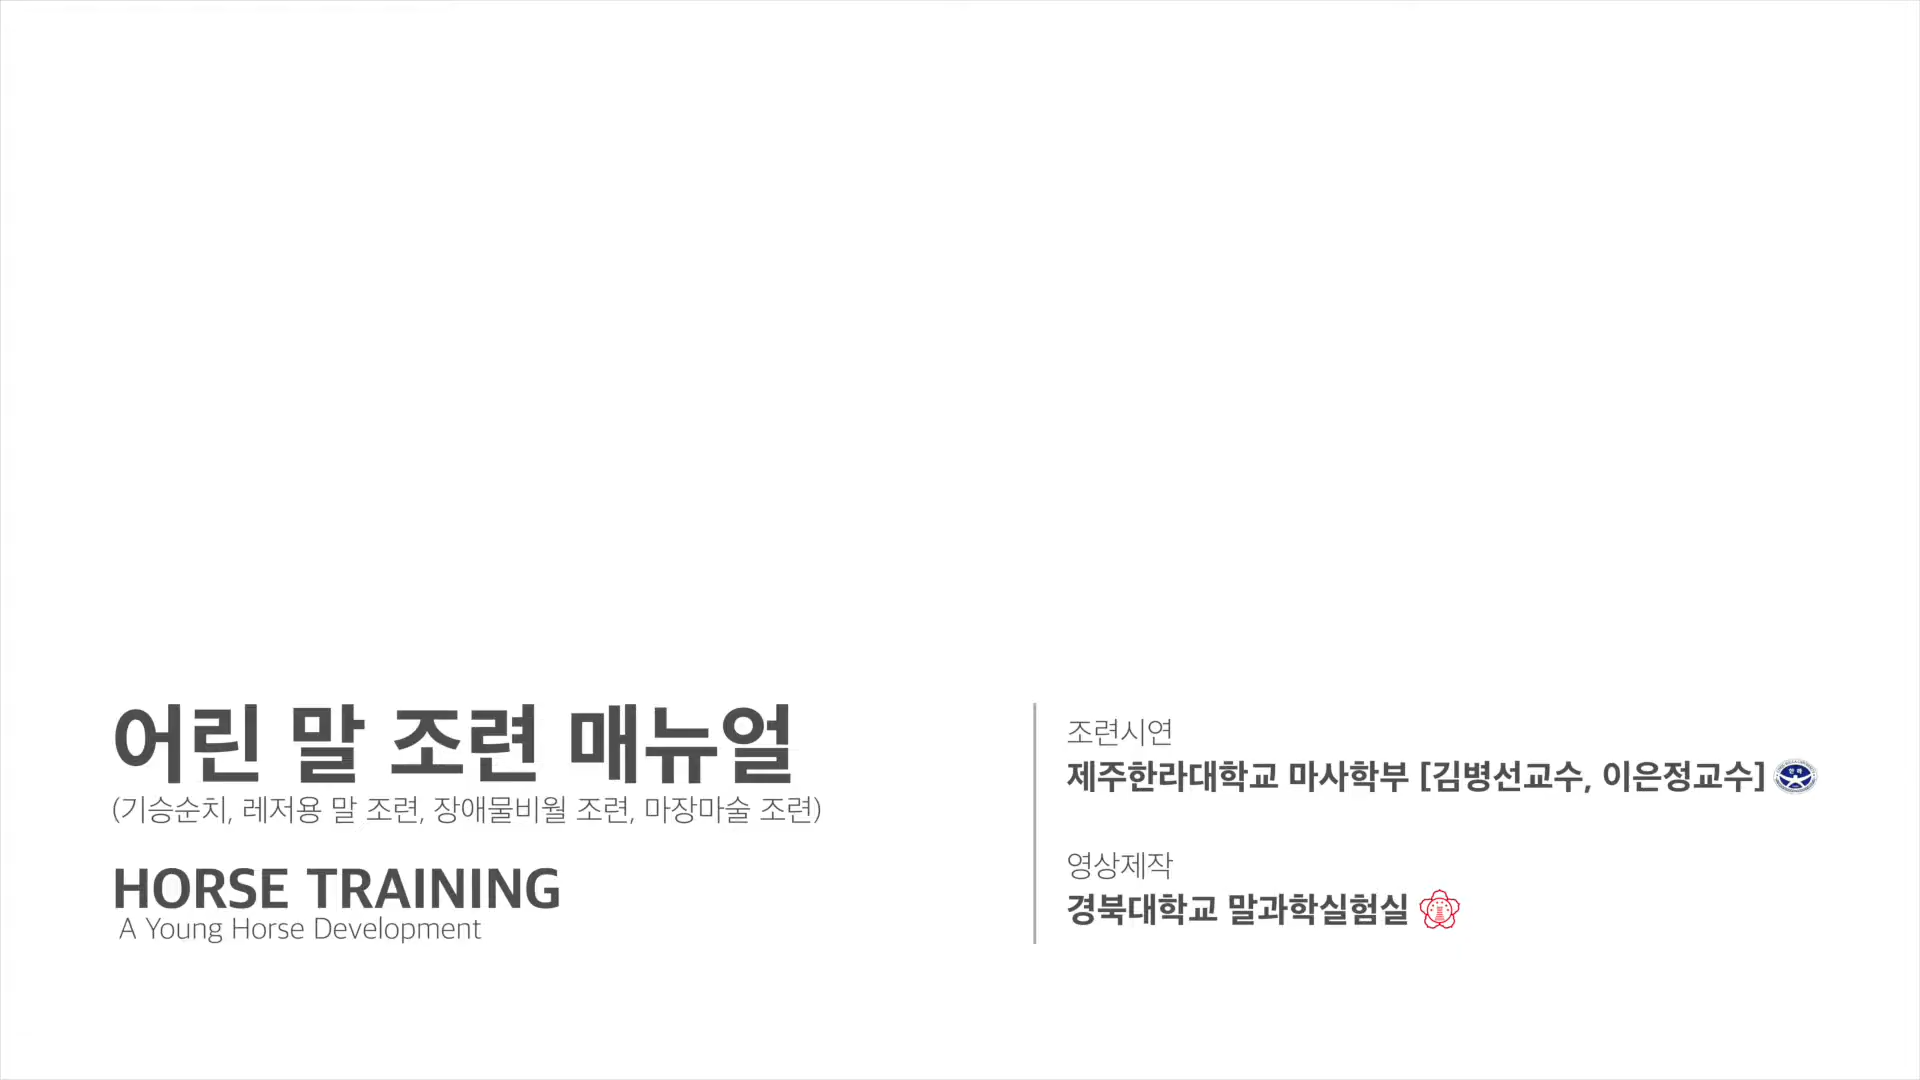 어린 말 조련 매뉴얼
(기승순치, 레저용 말 조련, 장애물비월 조련, 마장마술 조련)
HORSE TRAINING
A Young Horse Development
조련시연
제주한라대학교 마사학부 [김병선교수, 이은정교수]
영상제작
경북대학교 말과학실험실